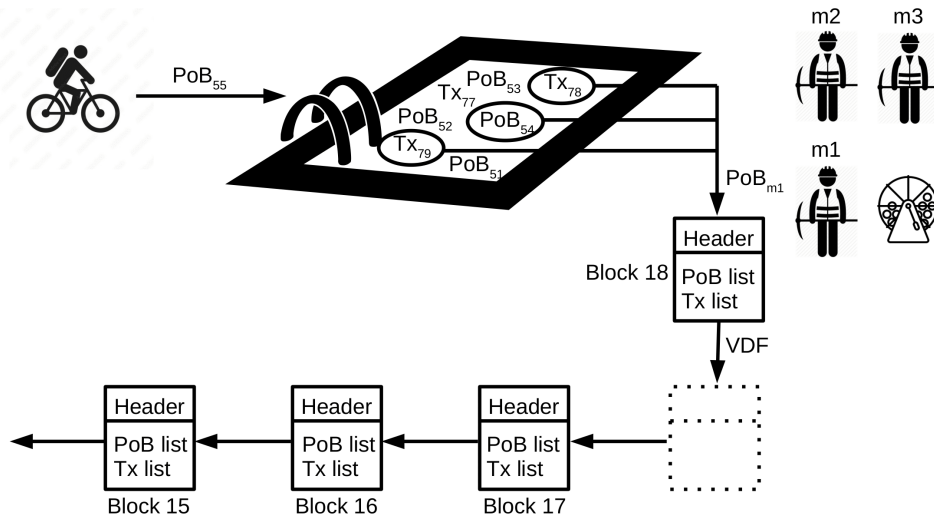 m2 m3
PoB55
PoB53
Tx78
Tx77
PoB52
PoB54
Tx79
PoB51
m1
PoBm1
Header
Block 18
PoB list
Tx list
VDF
Header
PoB list
Tx list
Block 15
Header
PoB list
Tx list
Block 16
Header
PoB list
Tx list
Block 17